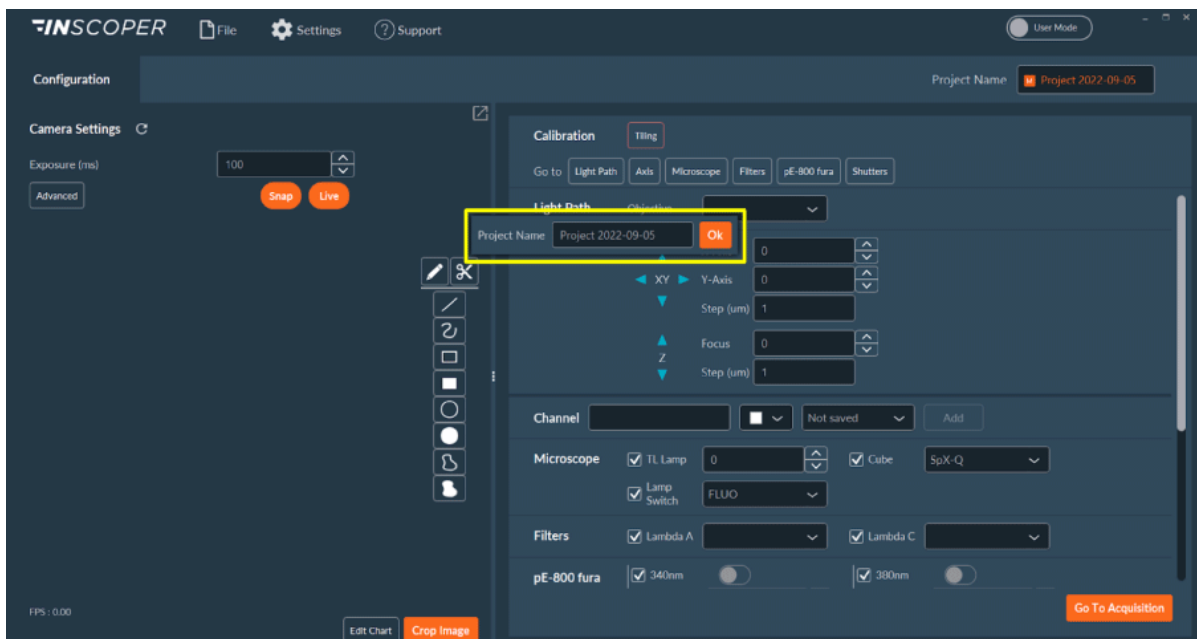 INSCOPER File Settings ? Support User Mode
Configuration Project Name M Project 2022-09-05
Camera Settings
Exposure (ms) 100
Advanced Snap Live
FPS : 0.00
Edit Chart Crop Image
Calibration Tiling
Go to Light Path Axis Microscope Filters pE-800 fura Shutters
Light Path Objective
Project Name Project 2022-09-05 Ok
0
XY Y-Axis 0
Step (um) 1
Focus 0
Z
Step (um) 1
Channel Not saved Add
Microscope TL Lamp 0 Cube SpX-Q
Lamp
Switch FLUO
Filters Lambda A Lambda C
pE-800 fura 340nm 380nm
Go To Acquisition